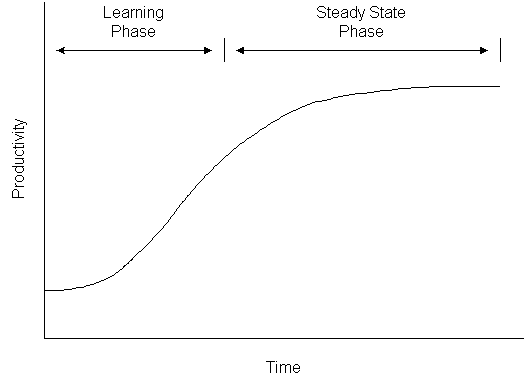 Learning
Phase
Steady State
Phase
Productivity
Time